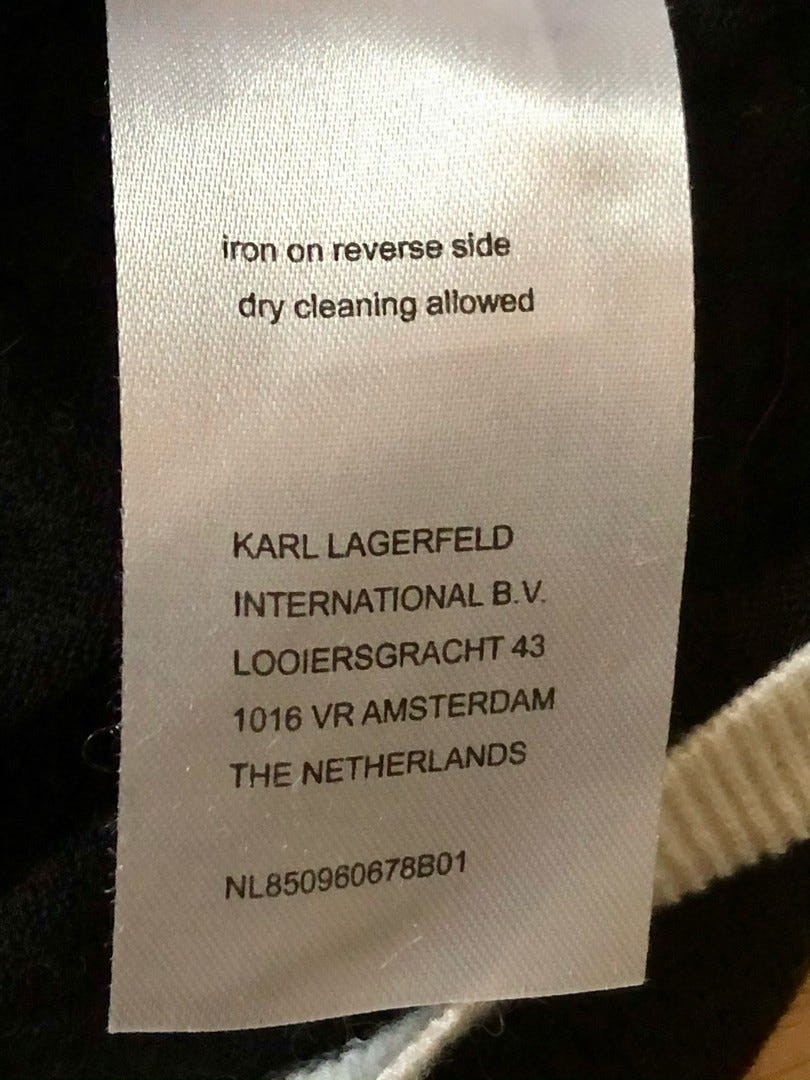 iron on reverse side
dry cleaning allowed
KARL LAGERFELD
INTERNATIONAL B.V.
LOOIERSGRACHT 43
1016 VR AMSTERDAM
THE NETHERLANDS
NL850960678B01